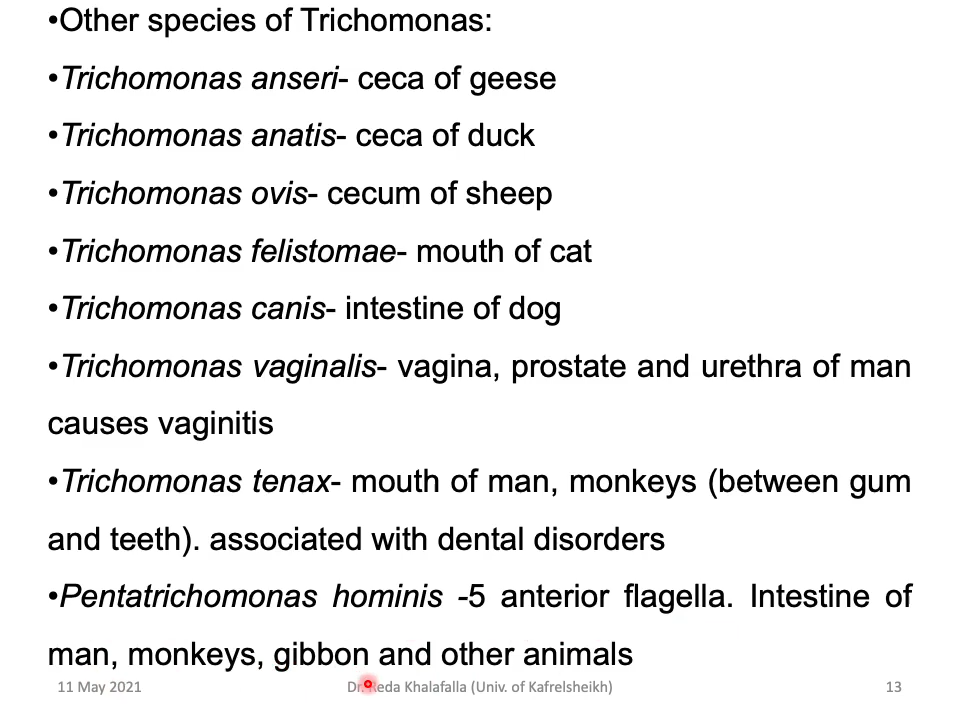 •Other species of Trichomonas:
•Trichomonas anseri- ceca of geese
•Trichomonas anatis- ceca of duck
•Trichomonas ovis- cecum of sheep
•Trichomonas felistomae- mouth of cat
•Trichomonas canis- intestine of dog
•Trichomonas vaginalis- vagina, prostate and urethra of man
causes vaginitis
•Trichomonas tenax- mouth of man, monkeys (between gum
and teeth). associated with dental disorders
•Pentatrichomonas hominis -5 anterior flagella. Intestine of
man, monkeys, gibbon and other animals
11 May 2021 Dr. Reda Khalafalla (Univ. of Kafrelsheikh) 13